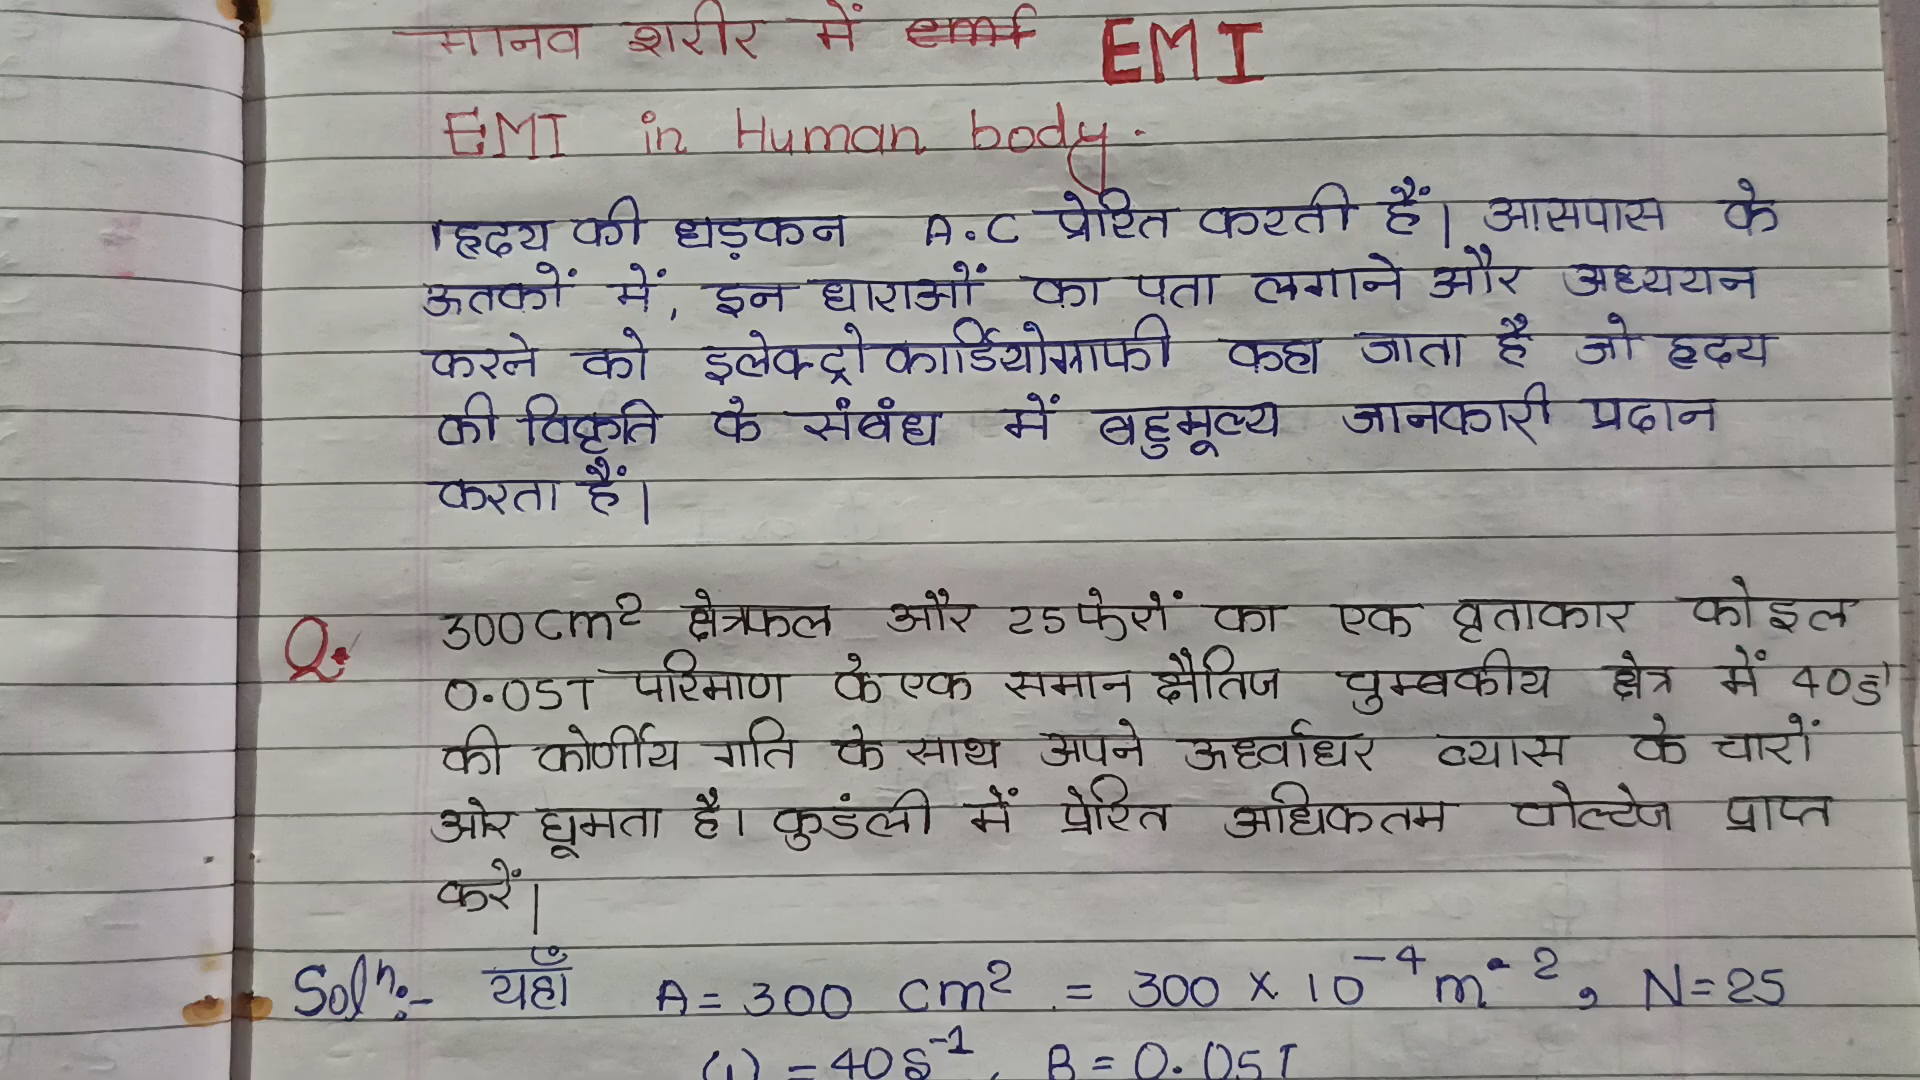 मानव शरीर में emf EMI
EMI in Human body.
हृदय की धड़कन A.C प्रेरित करती हैं। आसपास के
ऊतकों में, इन धाराओं का पता लगाने और अध्ययन
करने को इलेक्ट्रोकार्डियोग्राफी कहा जाता है जो हृदय
की विकृति के संबंध में बहुमूल्य जानकारी प्रदान
करता हैं।
Q. 300cm² क्षेत्रफल और 25 फेरों का एक वृताकार कोइल
0.05T परिमाण के एक समान क्षैतिज चुम्बकीय क्षेत्र में 40s⁻¹
की कोर्णीय गति के साथ अपने ऊर्ध्वाधर व्यास के चारों
ओर घूमता है। कुडंली में प्रेरित अधिकतम वोल्टेज प्राप्त
करें।
Solⁿ:- यहाँ A = 300 cm² = 300 × 10⁻⁴ m², N = 25
ω = 40s⁻¹, B = 0.05T